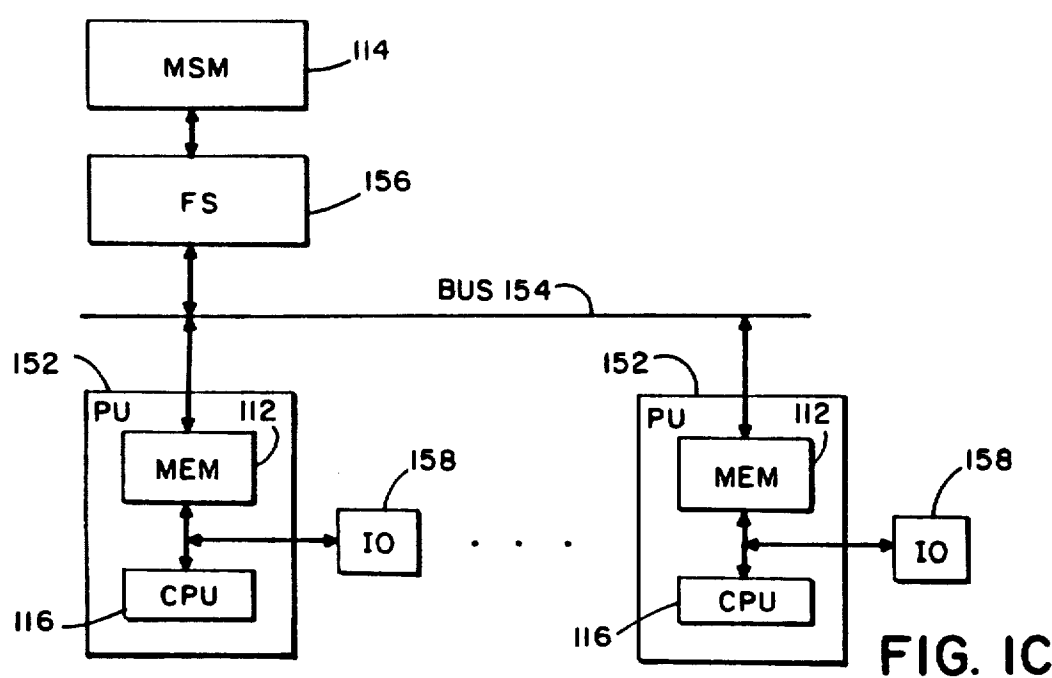 MSM
114
FS
156
BUS 154
152
PU
112
MEM
158
IO
CPU
116
. . .
152
PU
112
MEM
158
IO
CPU
116
FIG. 1C